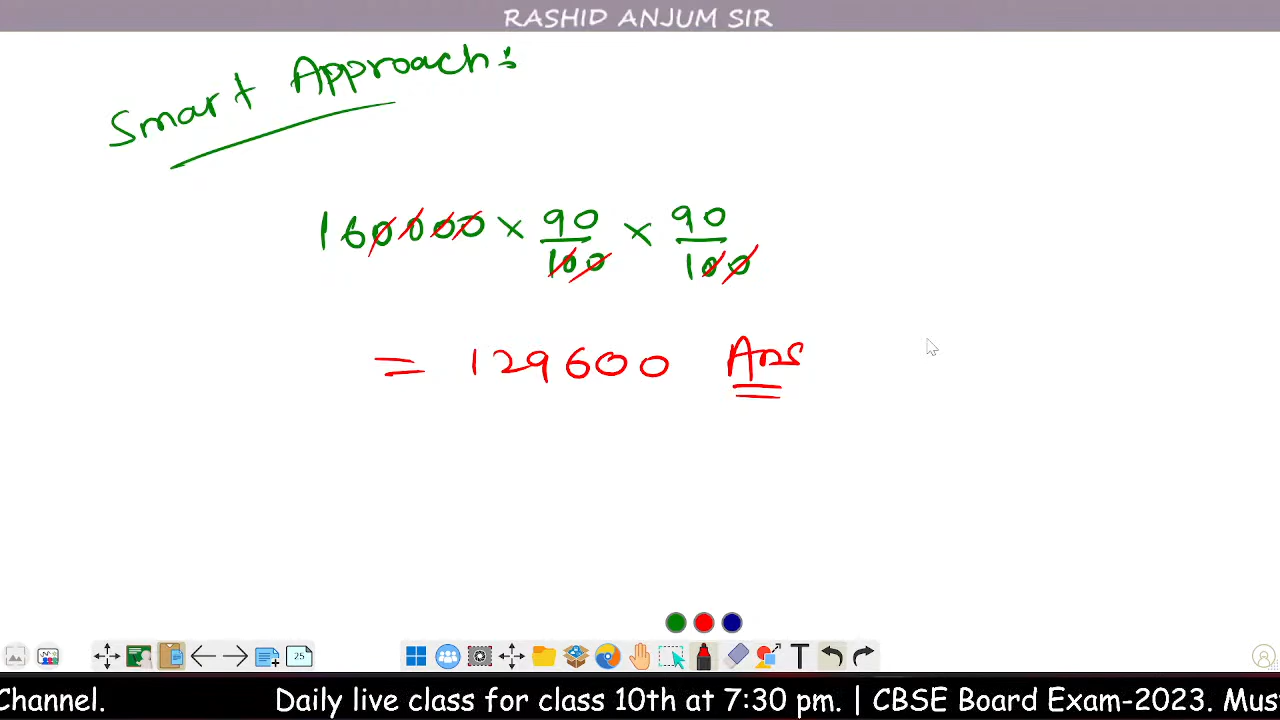 RASHID ANJUM SIR
Smart Approach:
160000 × 90/100 × 90/100
= 129600 Ans
25
T
Channel. Daily live class for class 10th at 7:30 pm. | CBSE Board Exam-2023. Mus